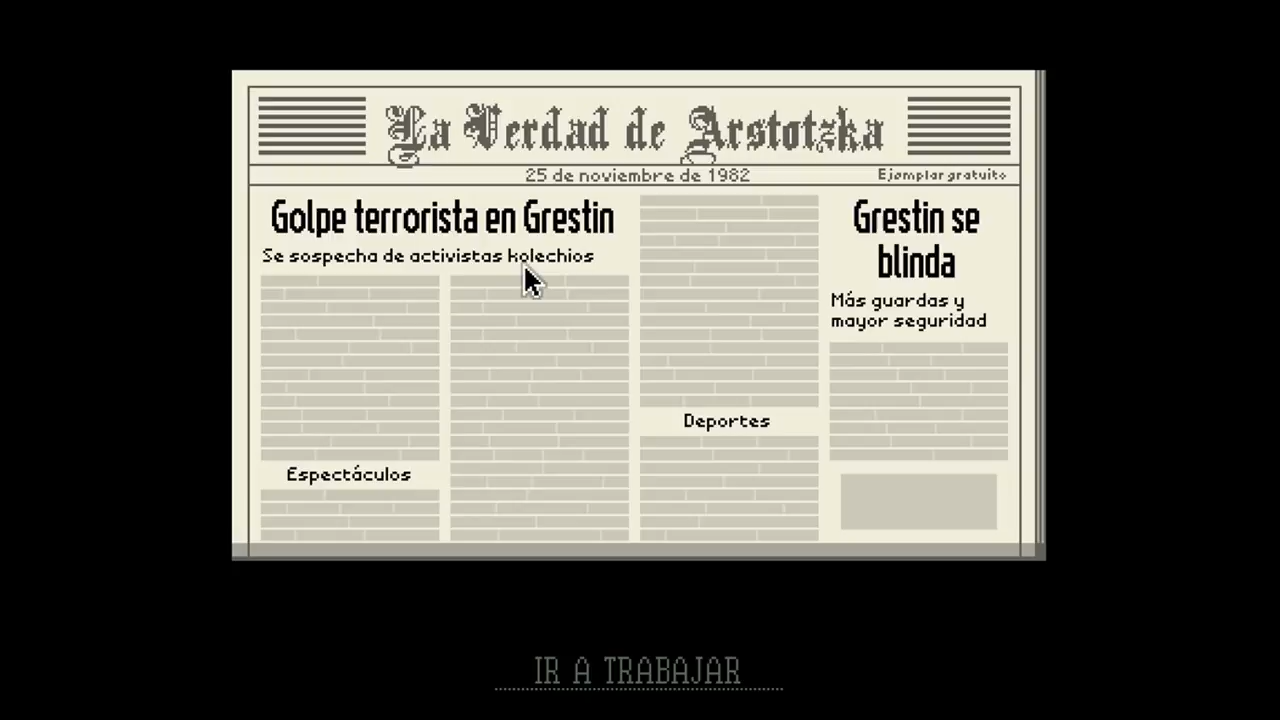 La Verdad de Arstotzka
25 de noviembre de 1982
Ejemplar gratuito
Golpe terrorista en Grestin
Se sospecha de activistas kolechios
Espectáculos
Deportes
Grestin se
blinda
Más guardas y
mayor seguridad
IR A TRABAJAR